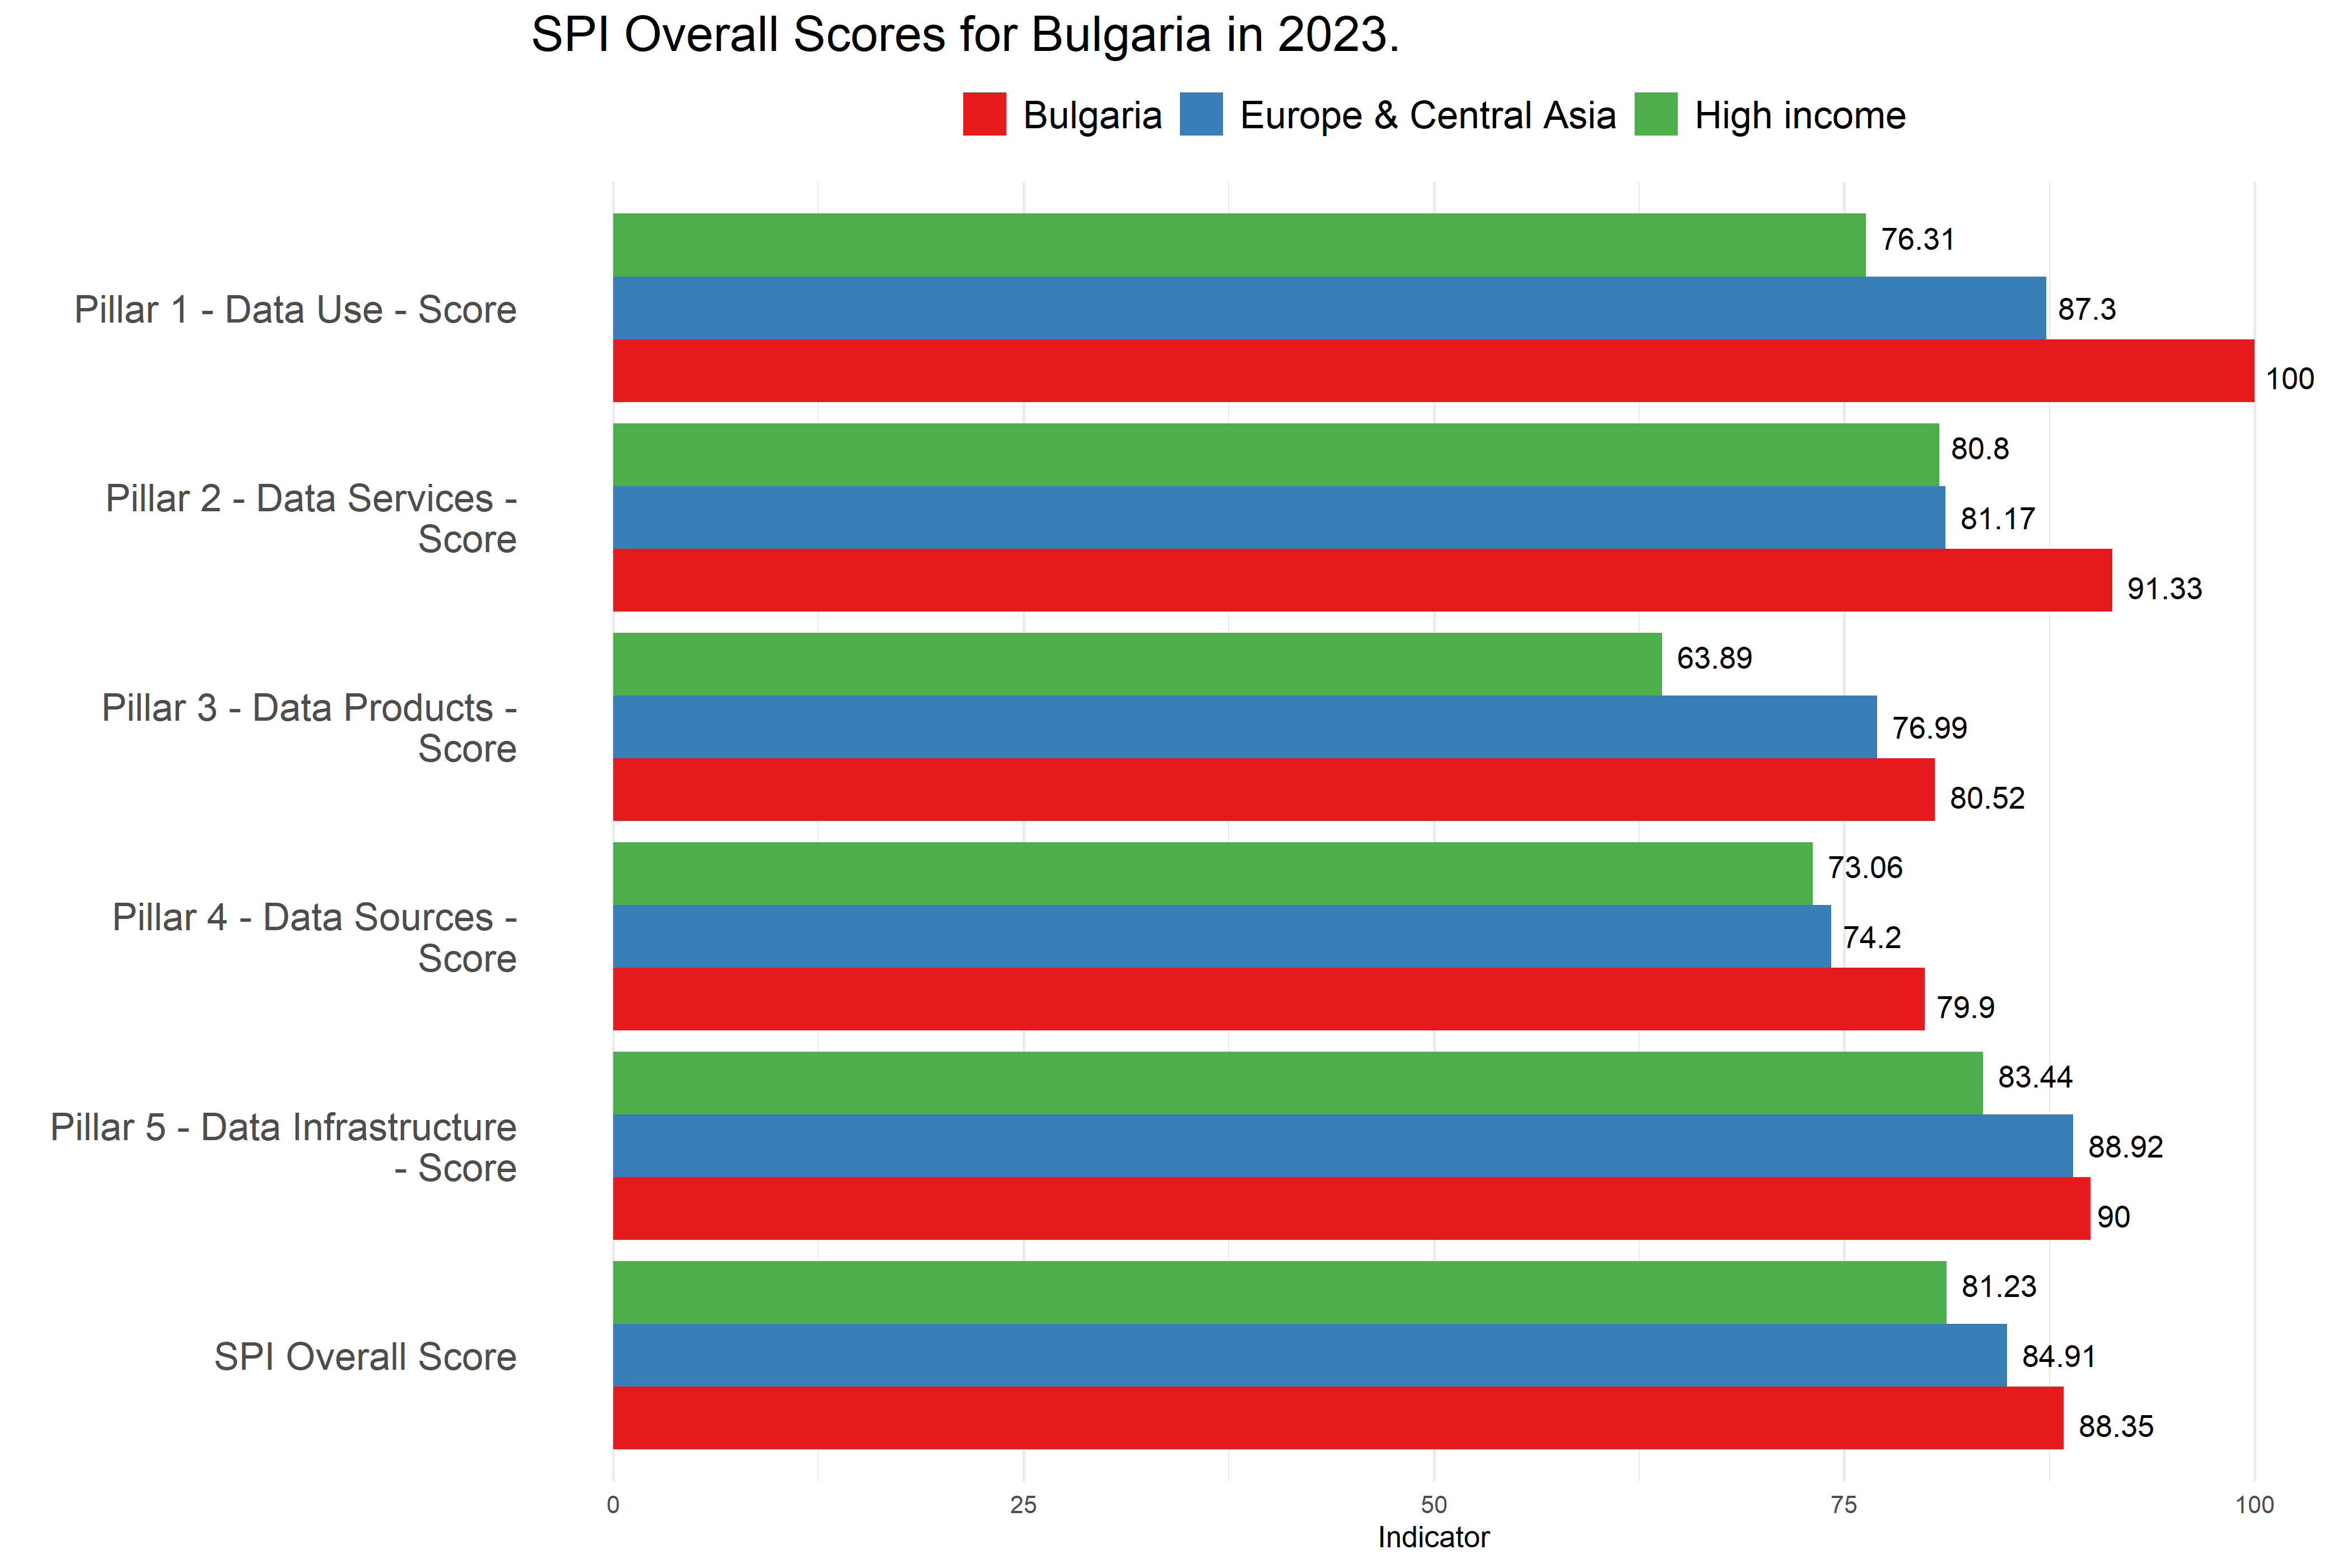 SPI Overall Scores for Bulgaria in 2023.
Bulgaria Europe & Central Asia High income
Pillar 1 - Data Use - Score
76.31
87.3
100
Pillar 2 - Data Services -
Score
80.8
81.17
91.33
Pillar 3 - Data Products -
Score
63.89
76.99
80.52
Pillar 4 - Data Sources -
Score
73.06
74.2
79.9
Pillar 5 - Data Infrastructure
- Score
83.44
88.92
90
SPI Overall Score
81.23
84.91
88.35
0 25 50 75 100
Indicator